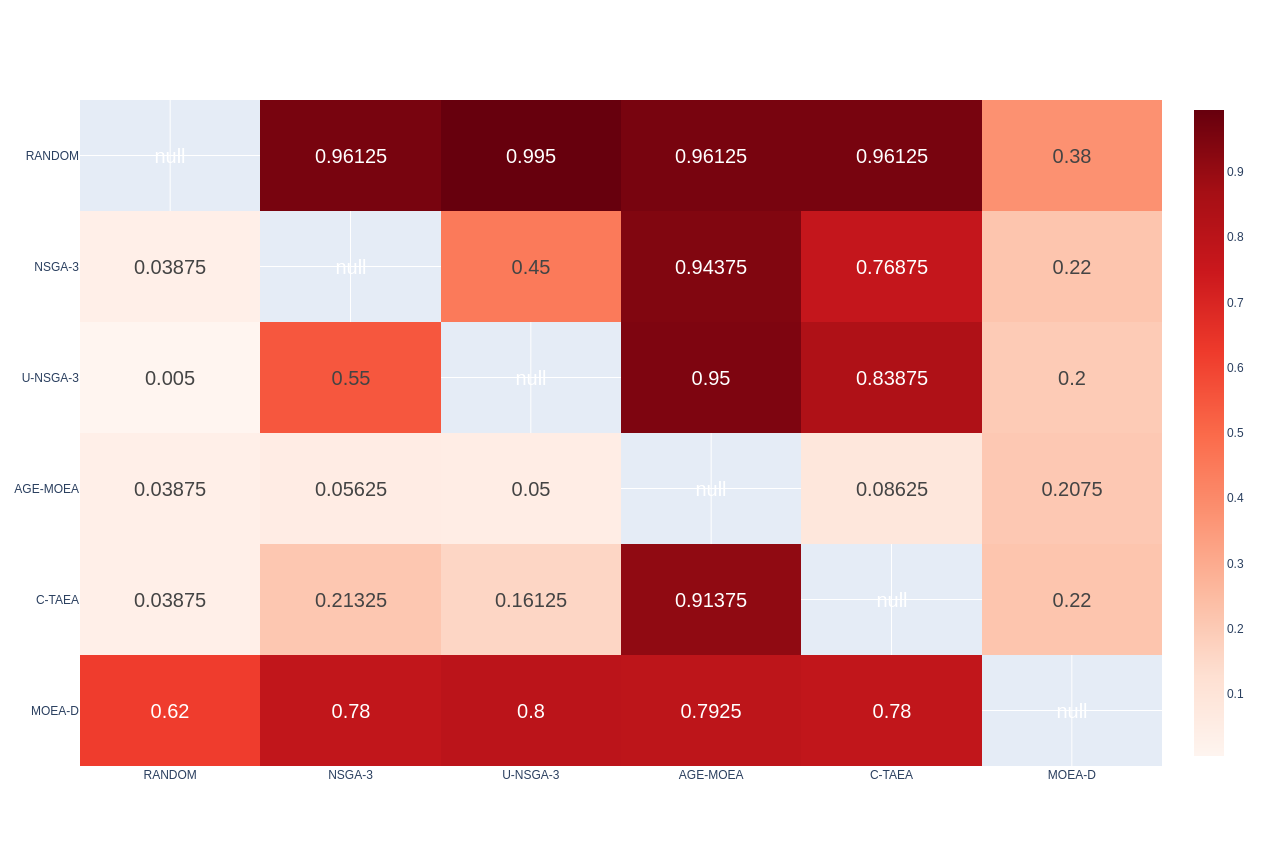 RANDOM null 0.96125 0.995 0.96125 0.96125 0.38
NSGA-3 0.03875 null 0.45 0.94375 0.76875 0.22
U-NSGA-3 0.005 0.55 null 0.95 0.83875 0.2
AGE-MOEA 0.03875 0.05625 0.05 null 0.08625 0.2075
C-TAEA 0.03875 0.21325 0.16125 0.91375 null 0.22
MOEA-D 0.62 0.78 0.8 0.7925 0.78 null
RANDOM NSGA-3 U-NSGA-3 AGE-MOEA C-TAEA MOEA-D
0.9
0.8
0.7
0.6
0.5
0.4
0.3
0.2
0.1